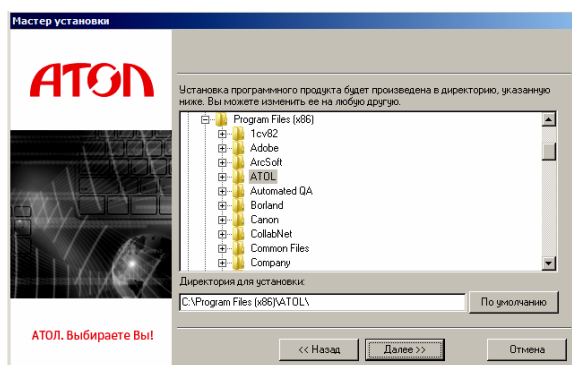 Мастер установки
АТОЛ
Установка программного продукта будет произведена в директорию, указанную
ниже. Вы можете изменить ее на любую другую.
Program Files (x86)
1cv82
Adobe
ArcSoft
ATOL
Automated QA
Borland
Canon
CollabNet
Common Files
Company
Директория для установки:
C:\Program Files (x86)\ATOL\
По умолчанию
АТОЛ. Выбираете Вы!
<< Назад
Далее >>
Отмена